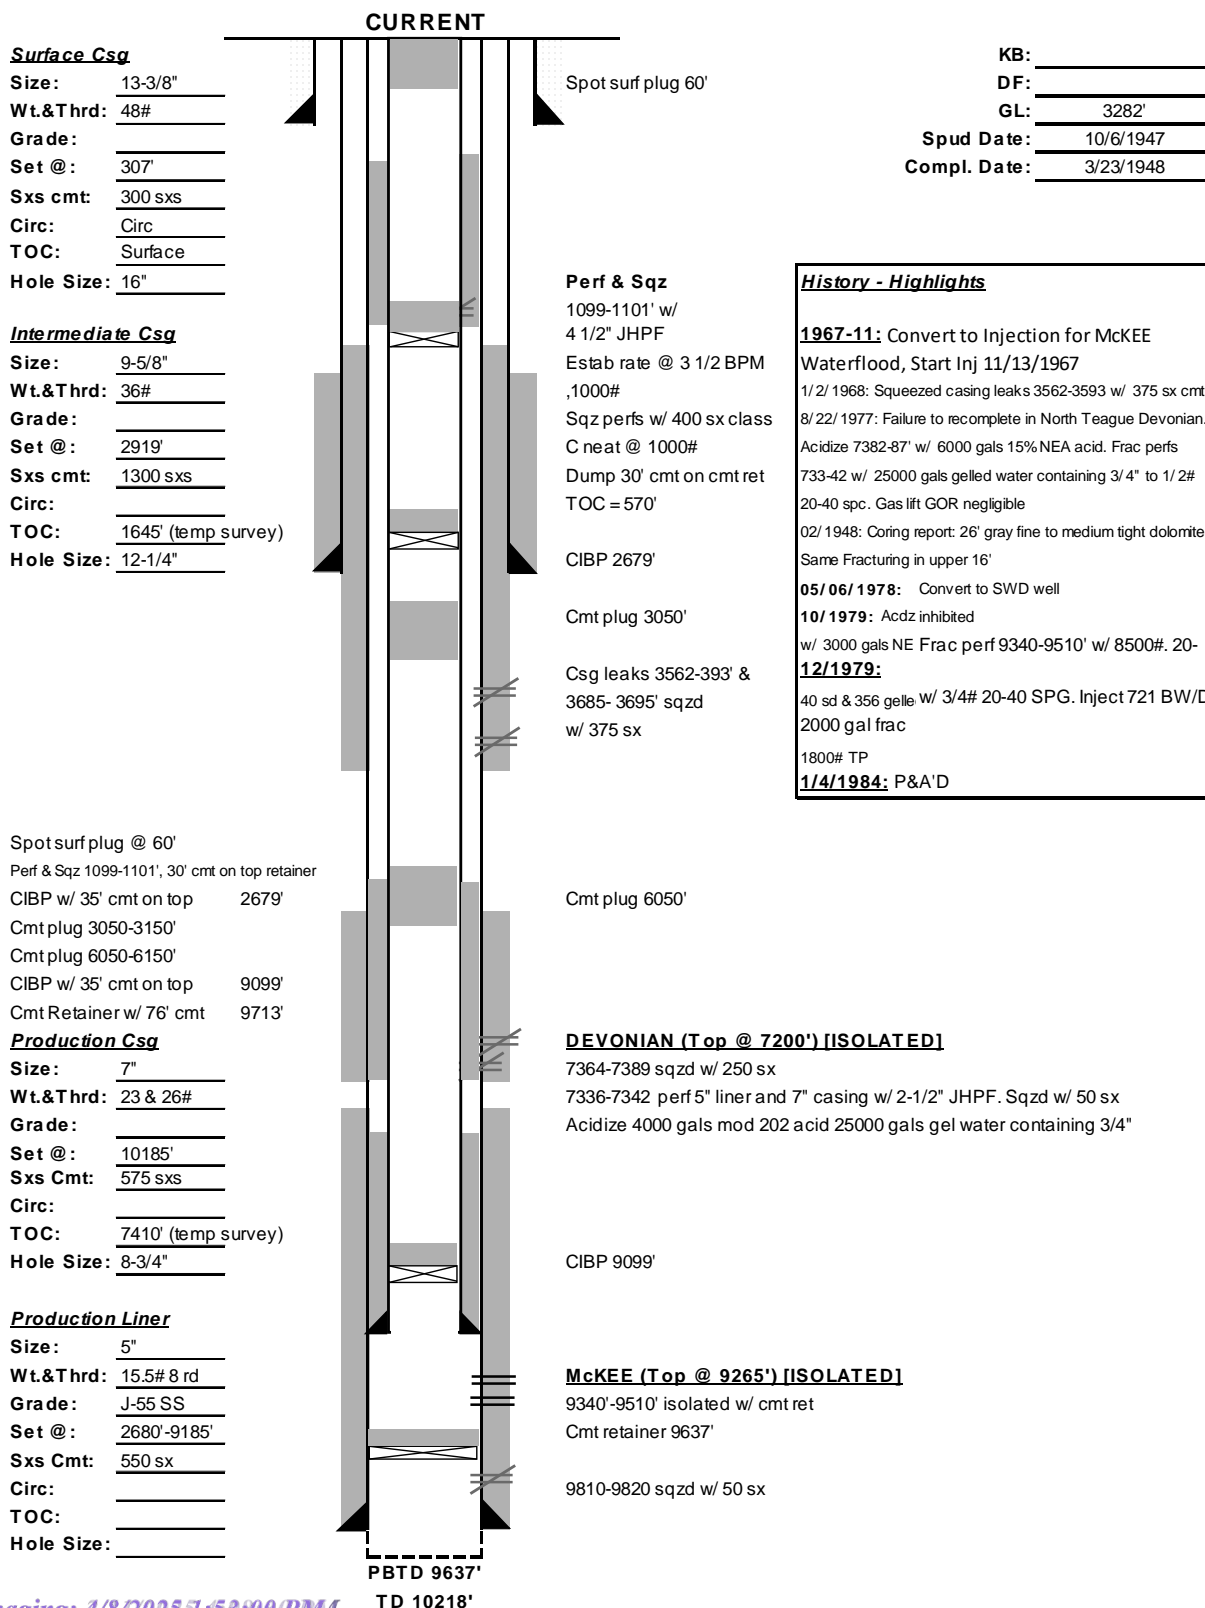 CURRENT
Surface Csg
Size: 13-3/8"
Wt.&Thrd: 48#
Grade:
Set @: 307'
Sxs cmt: 300 sxs
Circ: Circ
TOC: Surface
Hole Size: 16"
Intermediate Csg
Size: 9-5/8"
Wt.&Thrd: 36#
Grade:
Set @: 2919'
Sxs cmt: 1300 sxs
Circ:
TOC: 1645' (temp survey)
Hole Size: 12-1/4"
Spot surf plug @ 60'
Perf & Sqz 1099-1101', 30' cmt on top retainer
CIBP w/ 35' cmt on top 2679'
Cmt plug 3050-3150'
Cmt plug 6050-6150'
CIBP w/ 35' cmt on top 9099'
Cmt Retainer w/ 76' cmt 9713'
Production Csg
Size: 7"
Wt.&Thrd: 23 & 26#
Grade:
Set @: 10185'
Sxs Cmt: 575 sxs
Circ:
TOC: 7410' (temp survey)
Hole Size: 8-3/4"
Production Liner
Size: 5"
Wt.&Thrd: 15.5# 8 rd
Grade: J-55 SS
Set @: 2680'-9185'
Sxs Cmt: 550 sx
Circ:
TOC:
Hole Size:
Spot surf plug 60'
Perf & Sqz
1099-1101' w/
4 1/2" JHPF
Estab rate @ 3 1/2 BPM
,1000#
Sqz perfs w/ 400 sx class
C neat @ 1000#
Dump 30' cmt on cmt ret
TOC = 570'
CIBP 2679'
Cmt plug 3050'
Csg leaks 3562-393' &
3685- 3695' sqzd
w/ 375 sx
Cmt plug 6050'
DEVONIAN (Top @ 7200') [ISOLATED]
7364-7389 sqzd w/ 250 sx
7336-7342 perf 5" liner and 7" casing w/ 2-1/2" JHPF. Sqzd w/ 50 sx
Acidize 4000 gals mod 202 acid 25000 gals gel water containing 3/4"
CIBP 9099'
McKEE (Top @ 9265') [ISOLATED]
9340'-9510' isolated w/ cmt ret
Cmt retainer 9637'
9810-9820 sqzd w/ 50 sx
KB:
DF:
GL: 3282'
Spud Date: 10/6/1947
Compl. Date: 3/23/1948
History - Highlights
1967-11: Convert to Injection for McKEE
Waterflood, Start Inj 11/13/1967
1/2/1968: Squeezed casing leaks 3562-3593 w/ 375 sx cmt
8/22/1977: Failure to recomplete in North Teague Devonian.
Acidize 7382-87' w/ 6000 gals 15% NEA acid. Frac perfs
733-42 w/ 25000 gals gelled water containing 3/4" to 1/2#
20-40 spc. Gas lift GOR negligible
02/1948: Coring report: 26' gray fine to medium tight dolomite
Same Fracturing in upper 16'
05/06/1978: Convert to SWD well
10/1979: Acdz inhibited
w/ 3000 gals NE Frac perf 9340-9510' w/ 8500#. 20-
12/1979:
40 sd & 356 gelle w/ 3/4# 20-40 SPG. Inject 721 BW/D
2000 gal frac
1800# TP
1/4/1984: P&A'D
PBTD 9637'
TD 10218'
4/8/2025 1:53:00 PM